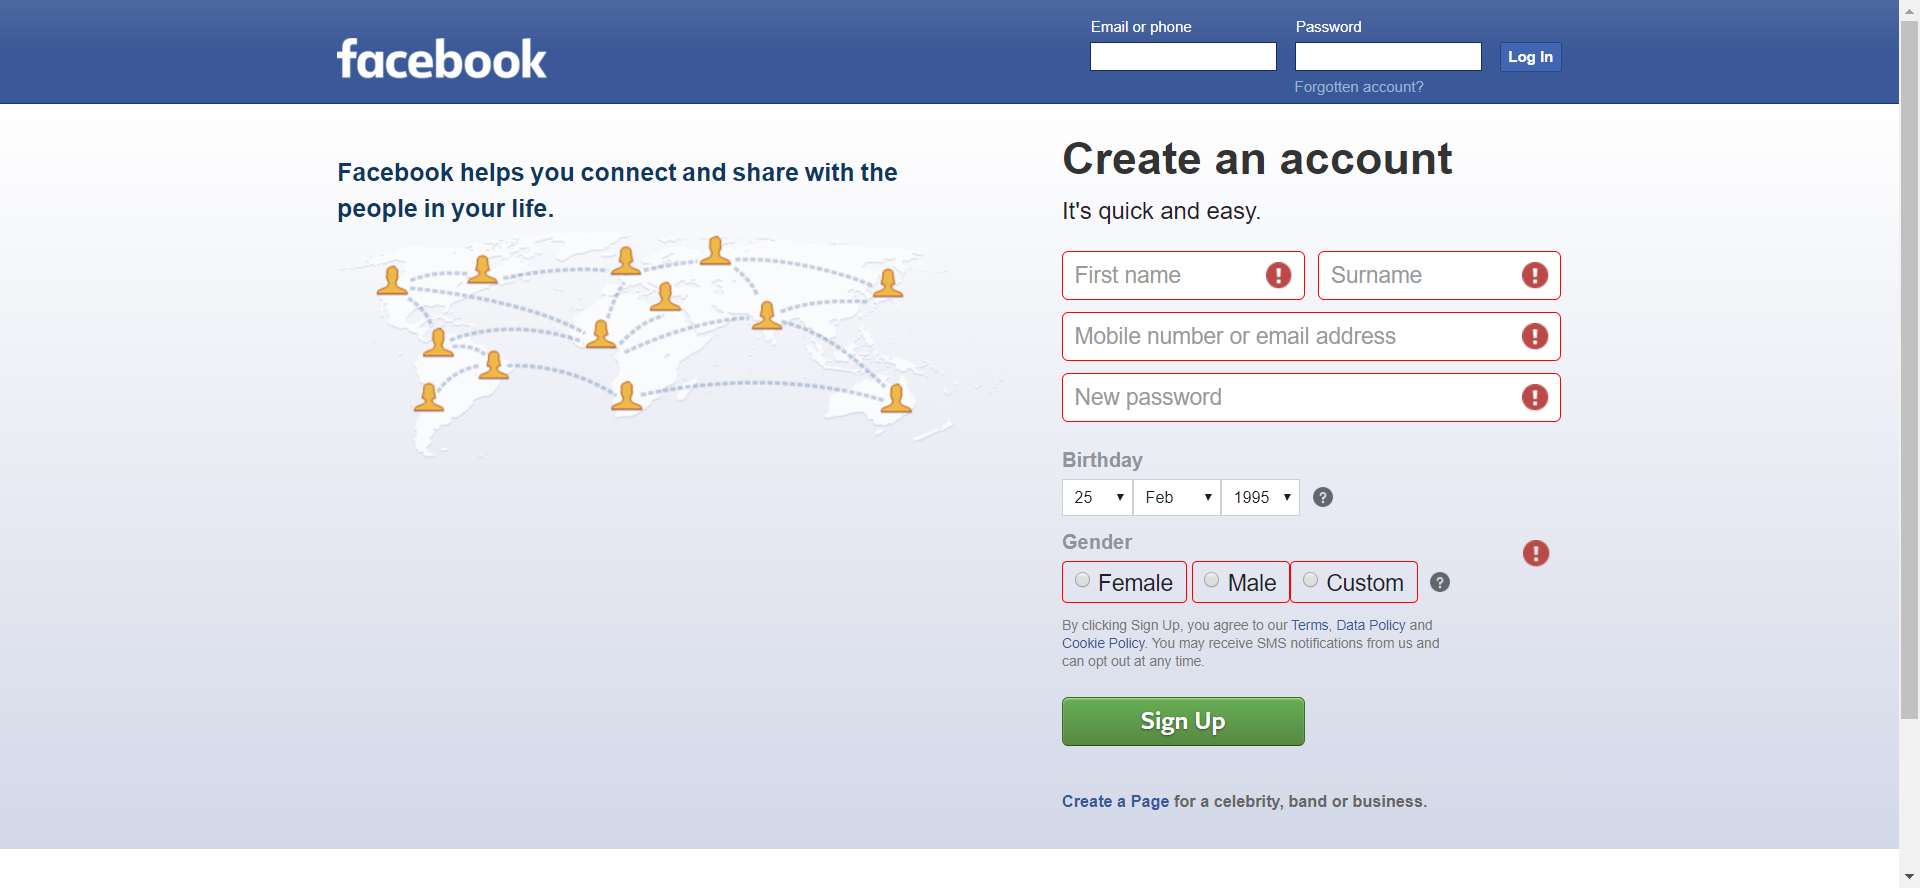 facebook
Email or phone
Password
Log In
Forgotten account?
Facebook helps you connect and share with the
people in your life.
Create an account
It's quick and easy.
First name
Surname
Mobile number or email address
New password
Birthday
25
Feb
1995
Gender
Female
Male
Custom
By clicking Sign Up, you agree to our Terms, Data Policy and
Cookie Policy. You may receive SMS notifications from us and
can opt out at any time.
Sign Up
Create a Page for a celebrity, band or business.